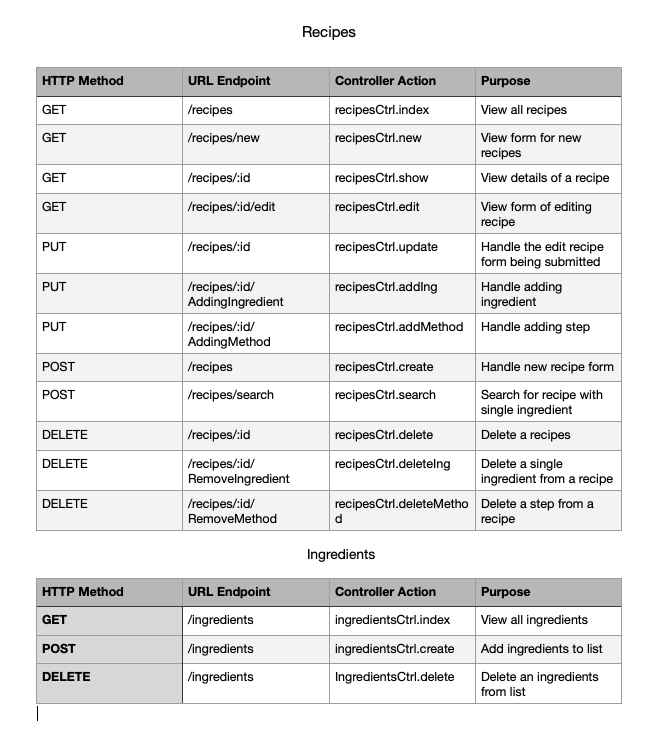 Recipes
HTTP Method URL Endpoint Controller Action Purpose
GET /recipes recipesCtrl.index View all recipes
GET /recipes/new recipesCtrl.new View form for new
recipes
GET /recipes/:id recipesCtrl.show View details of a recipe
GET /recipes/:id/edit recipesCtrl.edit View form of editing
recipe
PUT /recipes/:id recipesCtrl.update Handle the edit recipe
form being submitted
PUT /recipes/:id/ recipesCtrl.addIng Handle adding
AddingIngredient ingredient
PUT /recipes/:id/ recipesCtrl.addMethod Handle adding step
AddingMethod
POST /recipes recipesCtrl.create Handle new recipe form
POST /recipes/search recipesCtrl.search Search for recipe with
single ingredient
DELETE /recipes/:id recipesCtrl.delete Delete a recipes
DELETE /recipes/:id/ recipesCtrl.deleteIng Delete a single
RemoveIngredient ingredient from a recipe
DELETE /recipes/:id/ recipesCtrl.deleteMetho Delete a step from a
RemoveMethod d recipe
Ingredients
HTTP Method URL Endpoint Controller Action Purpose
GET /ingredients ingredientsCtrl.index View all ingredients
POST /ingredients ingredientsCtrl.create Add ingredients to list
DELETE /ingredients IngredientsCtrl.delete Delete an ingredients
from list